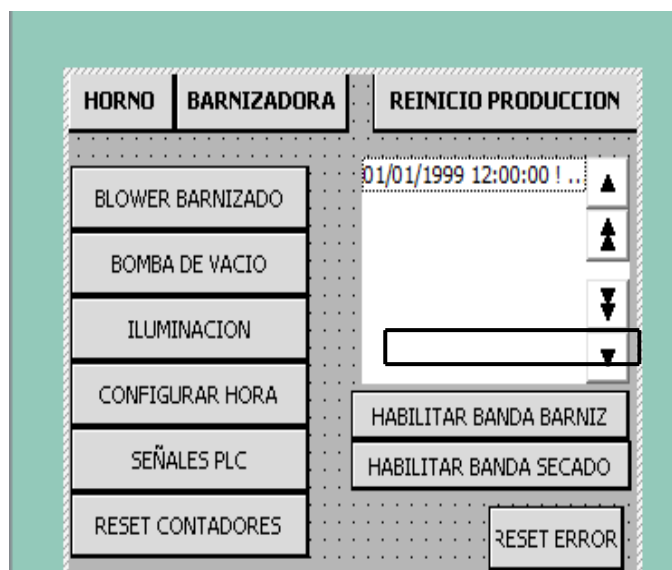 HORNO BARNIZADORA REINICIO PRODUCCION
BLOWER BARNIZADO
BOMBA DE VACIO
ILUMINACION
CONFIGURAR HORA
SEÑALES PLC
RESET CONTADORES
01/01/1999 12:00:00 ! ..
HABILITAR BANDA BARNIZ
HABILITAR BANDA SECADO
RESET ERROR